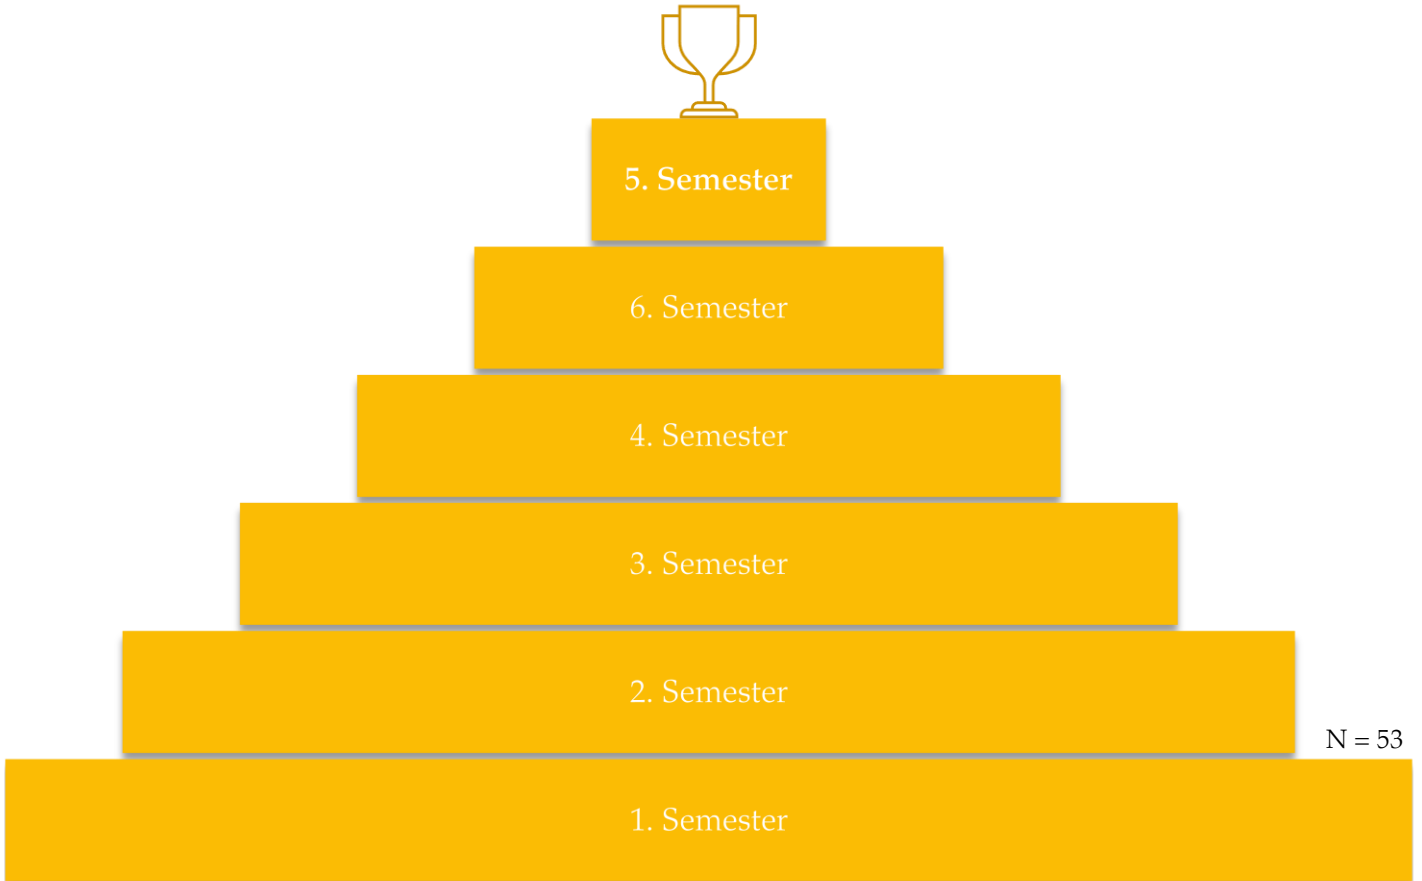 5. Semester
6. Semester
4. Semester
3. Semester
2. Semester
N = 53
1. Semester